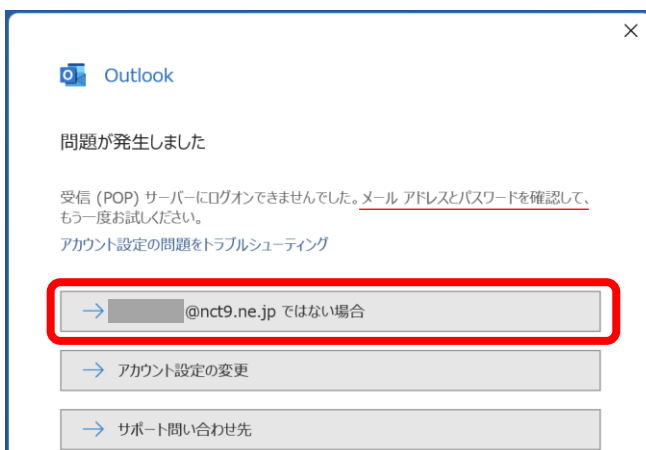 Outlook
問題が発生しました
受信 (POP) サーバーにログオンできませんでした。メール アドレスとパスワードを確認して、
もう一度お試しください。
アカウント設定の問題をトラブルシューティング
@nct9.ne.jp ではない場合
アカウント設定の変更
サポート問い合わせ先